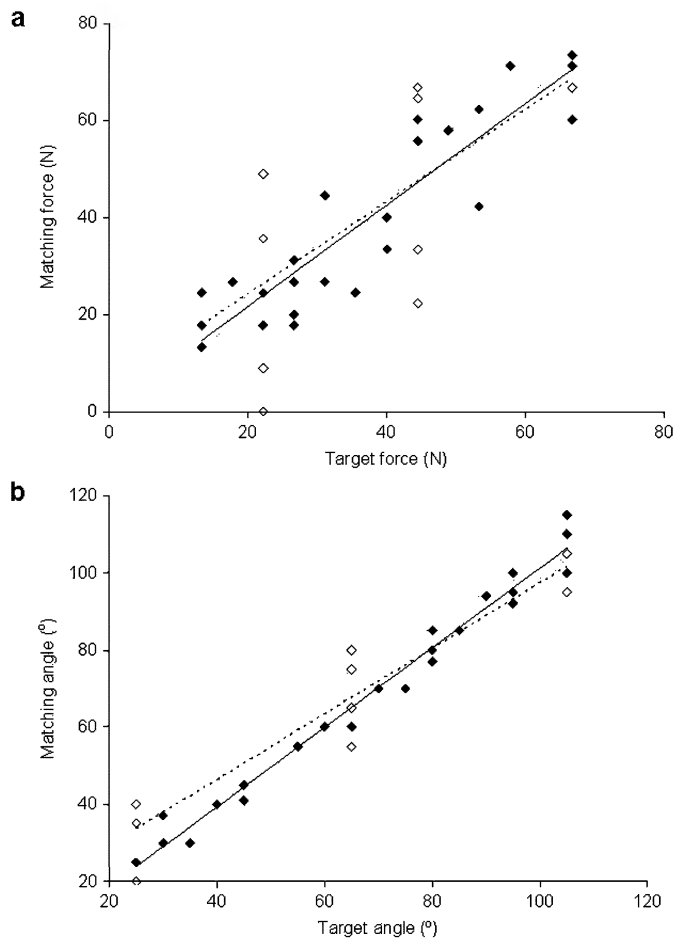 a
80
60
40
20
0
Matching force (N)
0 20 40 60 80
Target force (N)
b
120
100
80
60
40
20
Matching angle (º)
20 40 60 80 100 120
Target angle (º)